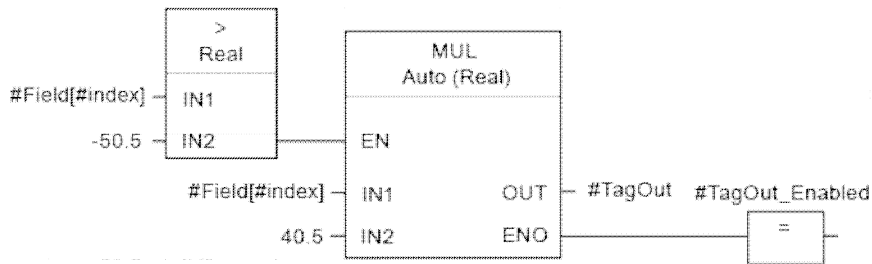 >
Real
#Field[#index]
IN1
-50.5
IN2
MUL
Auto (Real)
EN
#Field[#index]
IN1
OUT
#TagOut
#TagOut_Enabled
40.5
IN2
ENO
=